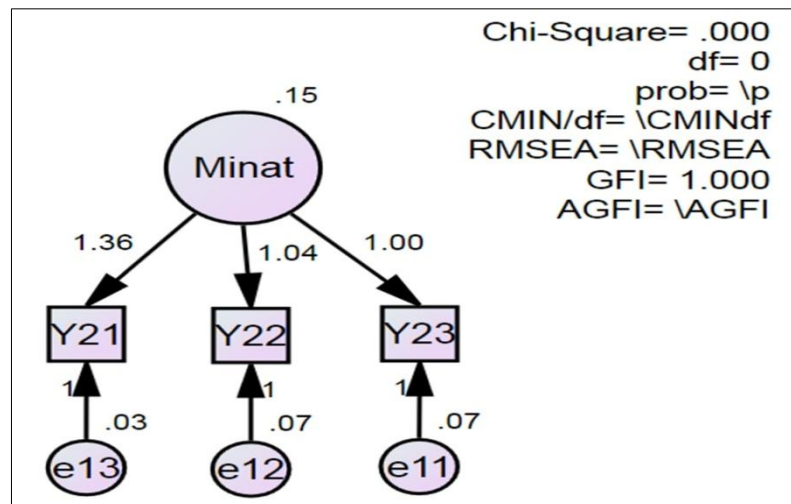 Chi-Square= .000
df= 0
prob= \p
CMIN/df= \CMINdf
RMSEA= \RMSEA
GFI= 1.000
AGFI= \AGFI
.15
Minat
1.36
1.04
1.00
Y21
Y22
Y23
1
.03
1
.07
1
.07
e13
e12
e11